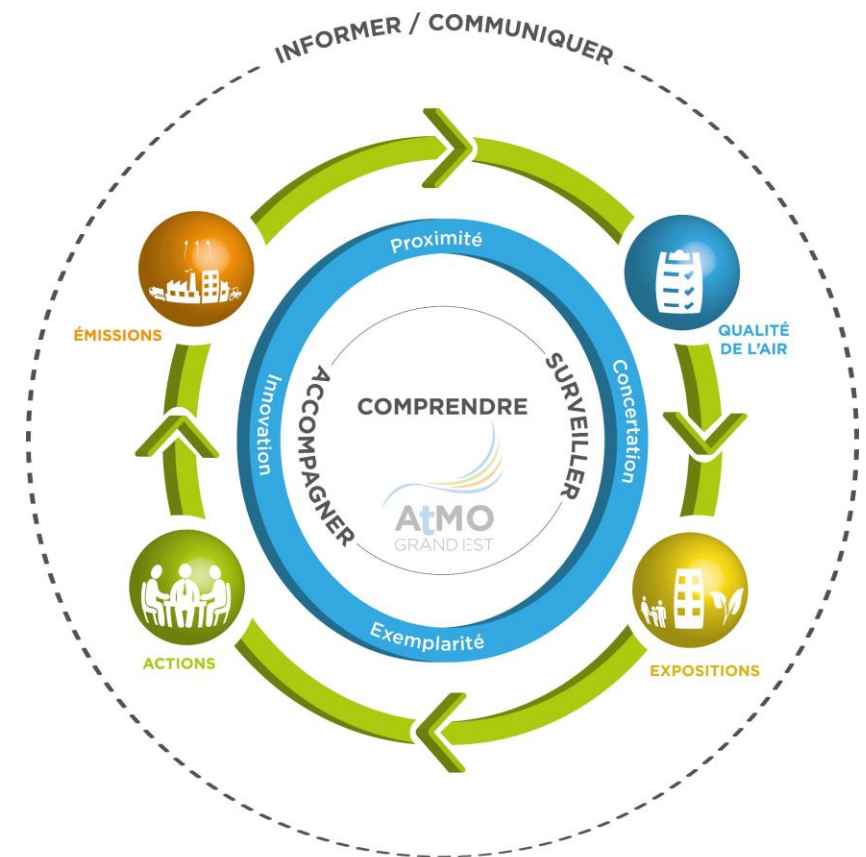 INFORMER / COMMUNIQUER
ÉMISSIONS
QUALITÉ
DE L'AIR
Proximité
Innovation
Concertation
Exemplarité
ACCOMPAGNER
COMPRENDRE
SURVEILLER
AtMO
GRAND EST
ACTIONS
EXPOSITIONS